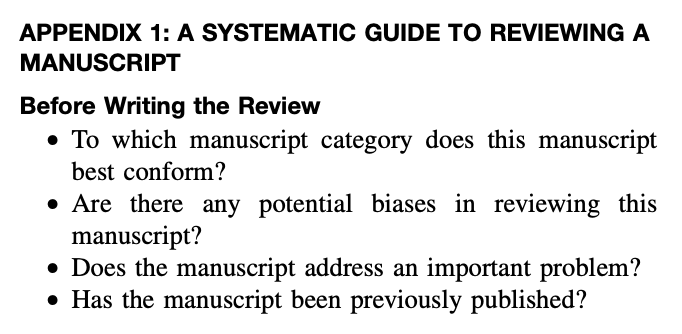 APPENDIX 1: A SYSTEMATIC GUIDE TO REVIEWING A
MANUSCRIPT
Before Writing the Review
• To which manuscript category does this manuscript
best conform?
• Are there any potential biases in reviewing this
manuscript?
• Does the manuscript address an important problem?
• Has the manuscript been previously published?